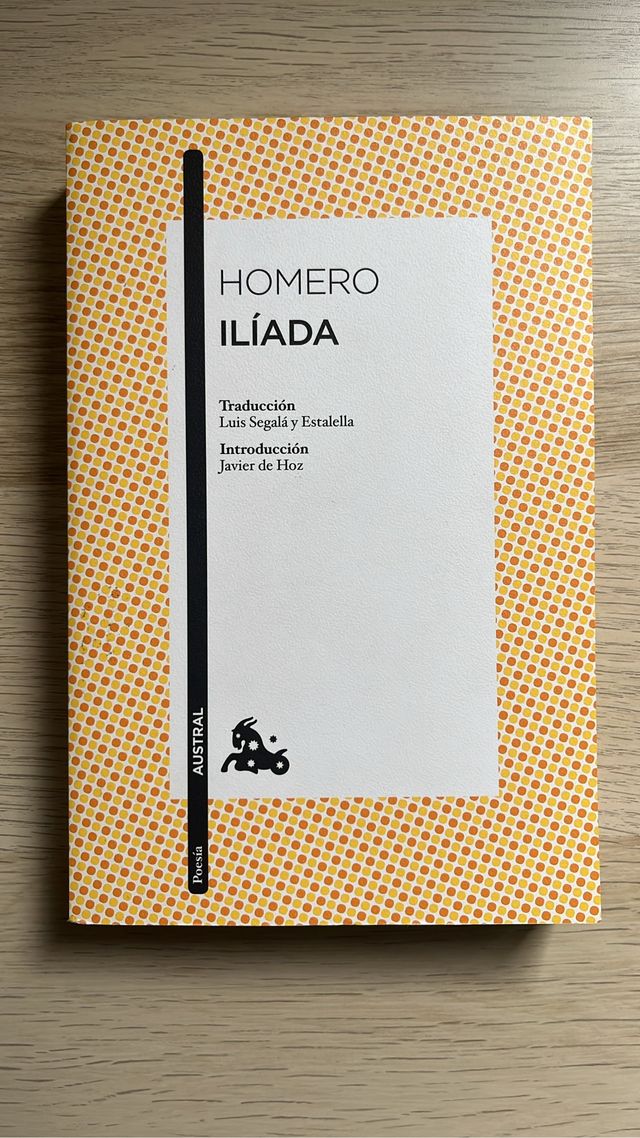 HOMERO
ILÍADA
Traducción
Luis Segalá y Estalella
Introducción
Javier de Hoz
AUSTRAL
Poesía